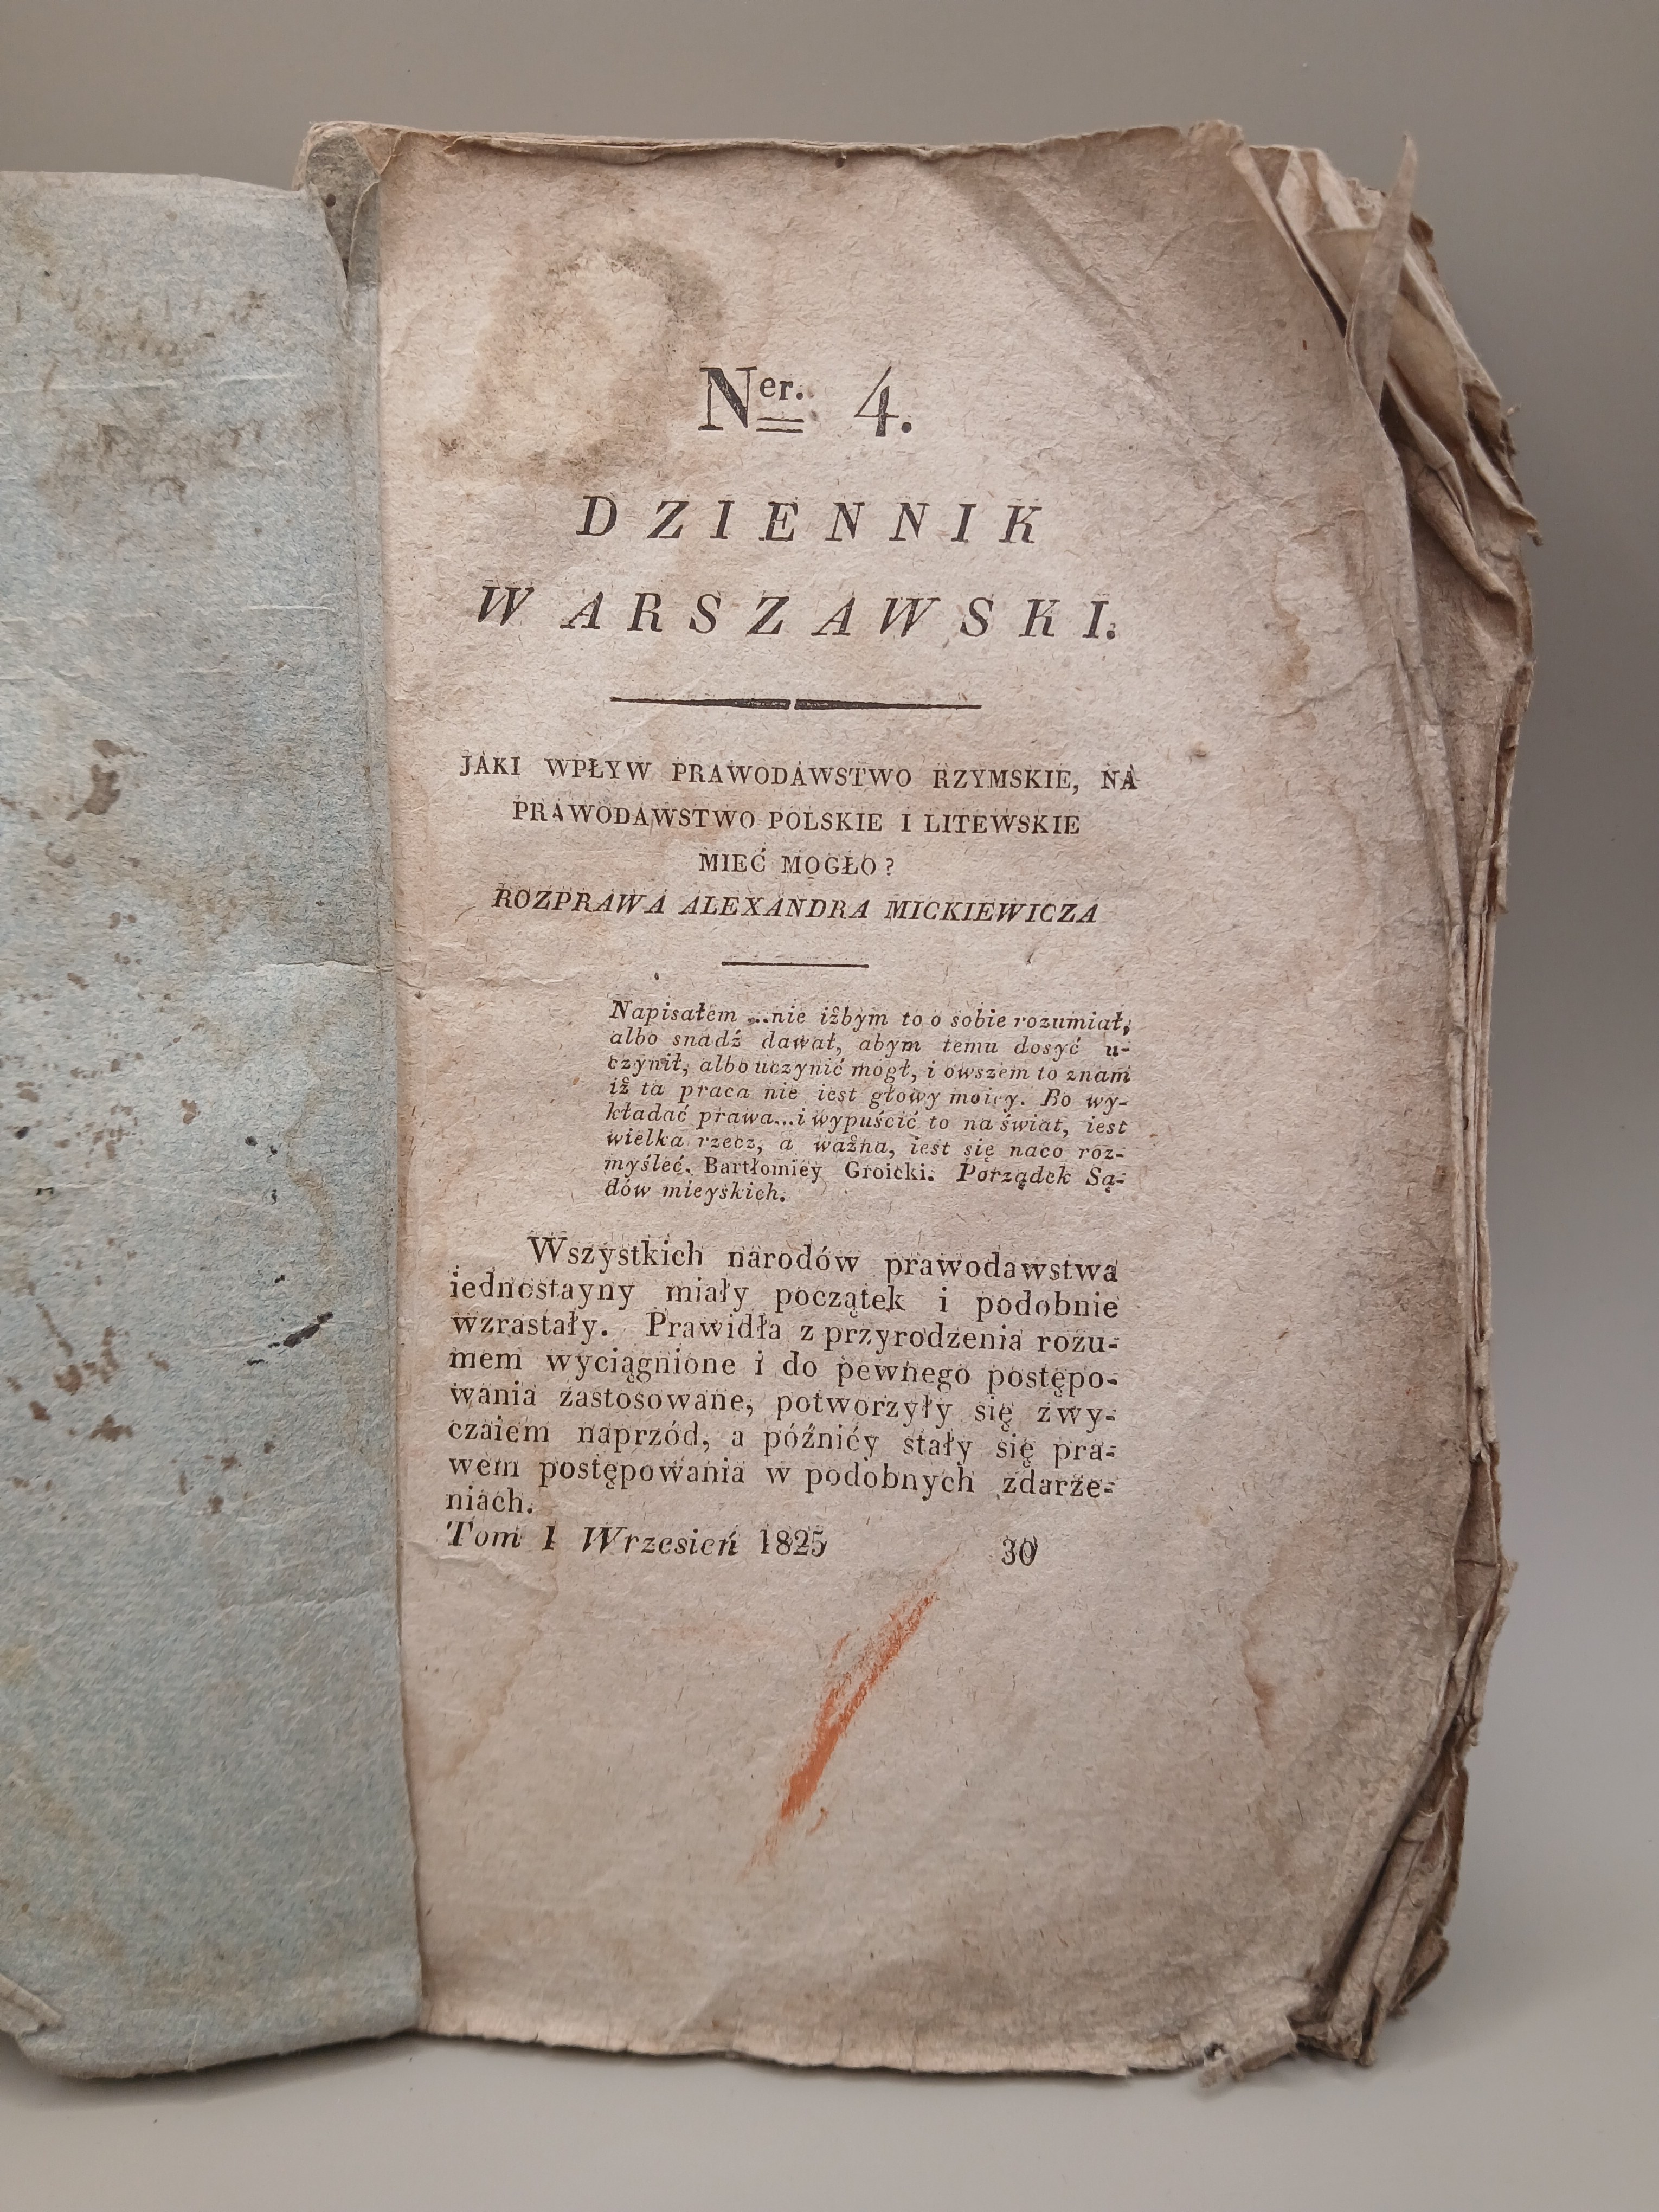 Ner. 4.
DZIENNIK
WARSZAWSKI.
JAKI WPŁYW PRAWODAWSTWO RZYMSKIE, NA
PRAWODAWSTWO POLSKIE I LITEWSKIE
MIEĆ MOGŁO?
ROZPRAWA ALEXANDRA MICKIEWICZA
Napisałem ...nie iżbym to o sobie rozumiał,
albo snadź dawał, abym temu dosyć u-
czynił, albo uczynić mógł, i owszem to znam
iż ta praca nie iest głowy moiey. Bo wy-
kładać prawa...i wypuścić to na świat, iest
wielka rzecz, a ważna, iest się naco roz-
myśleć. Bartłomiey Groicki. Porządek Są-
dów mieyskich.
Wszystkich narodów prawodawstwa
iednostayny miały początek i podobnie
wzrastały. Prawidła z przyrodzenia rozu-
mem wyciągnione i do pewnego postępo-
wania zastosowane, potworzyły się zwy-
czaiem naprzód, a późniéy stały się pra-
wem postępowania w podobnych zdarze-
niach.
Tom 1 Wrzesień 1825 30